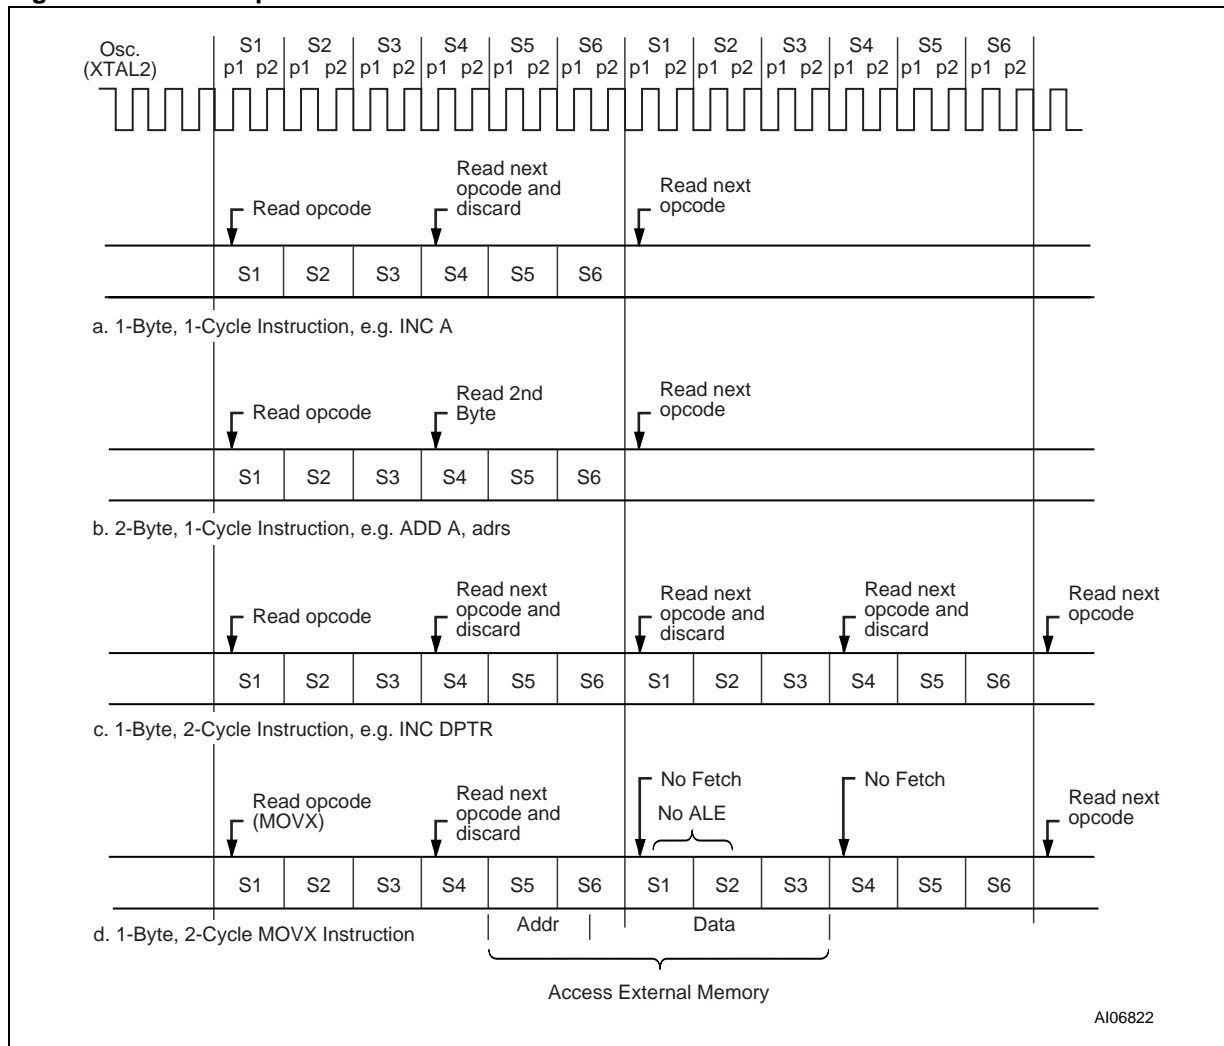 Osc.
(XTAL2)
S1 S2 S3 S4 S5 S6 S1 S2 S3 S4 S5 S6
p1 p2 p1 p2 p1 p2 p1 p2 p1 p2 p1 p2 p1 p2 p1 p2 p1 p2 p1 p2 p1 p2 p1 p2
Read opcode
Read next
opcode and
discard
Read next
opcode
S1 S2 S3 S4 S5 S6
a. 1-Byte, 1-Cycle Instruction, e.g. INC A
Read opcode
Read 2nd
Byte
Read next
opcode
S1 S2 S3 S4 S5 S6
b. 2-Byte, 1-Cycle Instruction, e.g. ADD A, adrs
Read opcode
Read next
opcode and
discard
Read next
opcode and
discard
Read next
opcode and
discard
Read next
opcode
S1 S2 S3 S4 S5 S6 S1 S2 S3 S4 S5 S6
c. 1-Byte, 2-Cycle Instruction, e.g. INC DPTR
Read opcode
(MOVX)
Read next
opcode and
discard
No Fetch
No ALE
No Fetch
Read next
opcode
S1 S2 S3 S4 S5 S6 S1 S2 S3 S4 S5 S6
Addr Data
d. 1-Byte, 2-Cycle MOVX Instruction
Access External Memory
AI06822